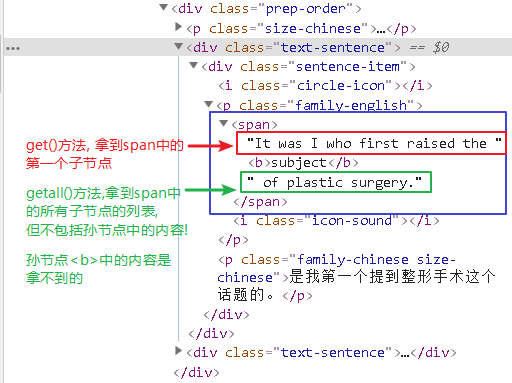 ▼<div class="prep-order">
▶<p class="size-chinese">…</p>
… ▼<div class="text-sentence"> == $0
▼<div class="sentence-item">
<i class="circle-icon"></i>
▼<p class="family-english">
▼<span>
"It was I who first raised the "
<b>subject</b>
" of plastic surgery."
</span>
<i class="icon-sound"></i>
</p>
<p class="family-chinese size-
chinese">是我第一个提到整形手术这个
话题的。</p>
</div>
</div>
▶<div class="text-sentence">…</div>
</div>
get()方法, 拿到span中的
第一个子节点
getall()方法,拿到span中
的所有子节点的列表,
但不包括孙节点中的内容!
孙节点<b>中的内容是
拿不到的